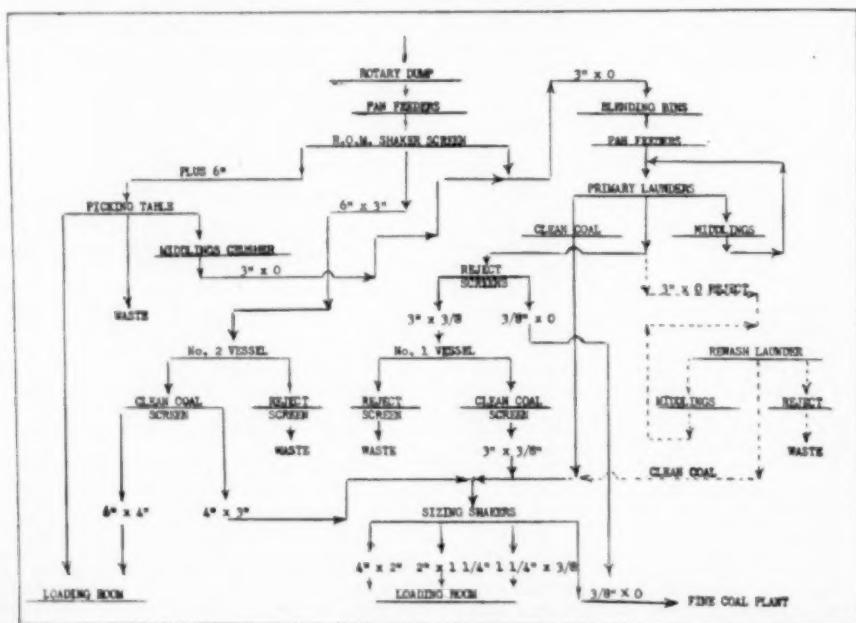 ROTARY DUMP
3" x 0
PAN FEEDERS
BLENDING BINS
R.O.M. SHAKER SCREEN
PAN FEEDERS
PLUS 6"
PRIMARY LAUNDERS
PICKING TABLE
6" x 3"
CLEAN COAL
MIDDLINGS
MIDDLINGS CRUSHER
3" x 0
REJECT
SCREENS
3" x 0 REJECT
WASTE
3" x 3/8
3/8" x 0
No. 2 VESSEL
No. 1 VESSEL
REWASH LAUNDER
CLEAN COAL
SCREEN
REJECT
SCREEN
REJECT
SCREEN
CLEAN COAL
SCREEN
MIDDLINGS
REJECT
WASTE
WASTE
3" x 3/8"
WASTE
CLEAN COAL
6" x 4"
4" x 3"
SIZING SHAKERS
4" x 2"
2" x 1 1/4"
1 1/4" x 3/8
LOADING ROOM
LOADING ROOM
3/8" x 0
FINE COAL PLANT